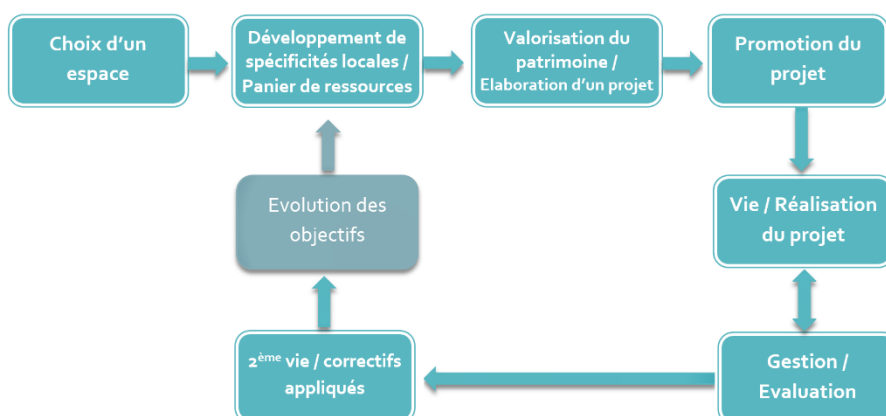 Choix d'un
espace
Développement de
spécificités locales /
Panier de ressources
Valorisation du
patrimoine /
Elaboration d'un projet
Promotion du
projet
Vie / Réalisation
du projet
Gestion /
Evaluation
2ème vie / correctifs
appliqués
Evolution des
objectifs